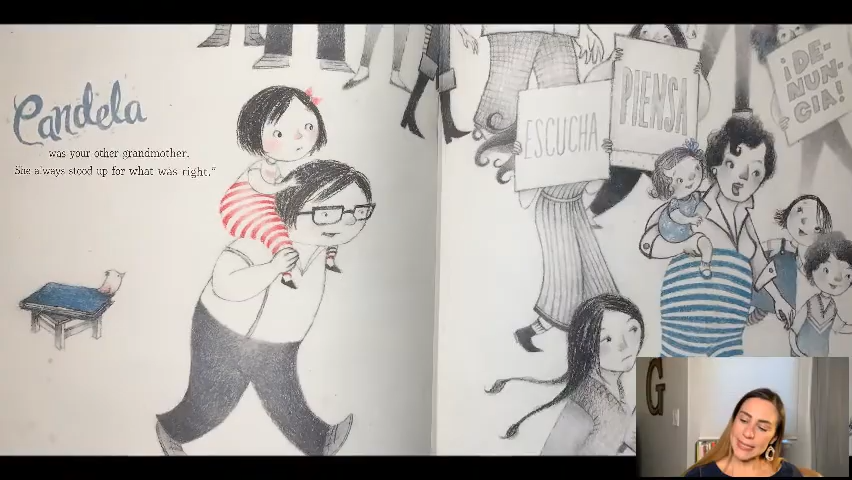 Candela
was your other grandmother.
She always stood up for what was right."
ESCUCHA
PIENSA
¡DE-
NUN-
CIA!
G